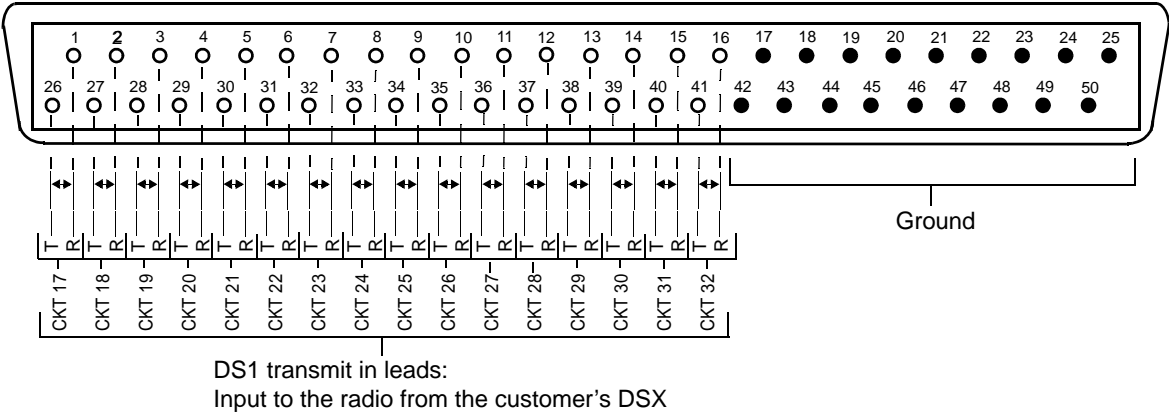 1 2 3 4 5 6 7 8 9 10 11 12 13 14 15 16 17 18 19 20 21 22 23 24 25
26 27 28 29 30 31 32 33 34 35 36 37 38 39 40 41 42 43 44 45 46 47 48 49 50
Ground
T R T R T R T R T R T R T R T R T R T R T R T R T R T R T R T R
CKT 17 CKT 18 CKT 19 CKT 20 CKT 21 CKT 22 CKT 23 CKT 24 CKT 25 CKT 26 CKT 27 CKT 28 CKT 29 CKT 30 CKT 31 CKT 32
DS1 transmit in leads:
Input to the radio from the customer's DSX